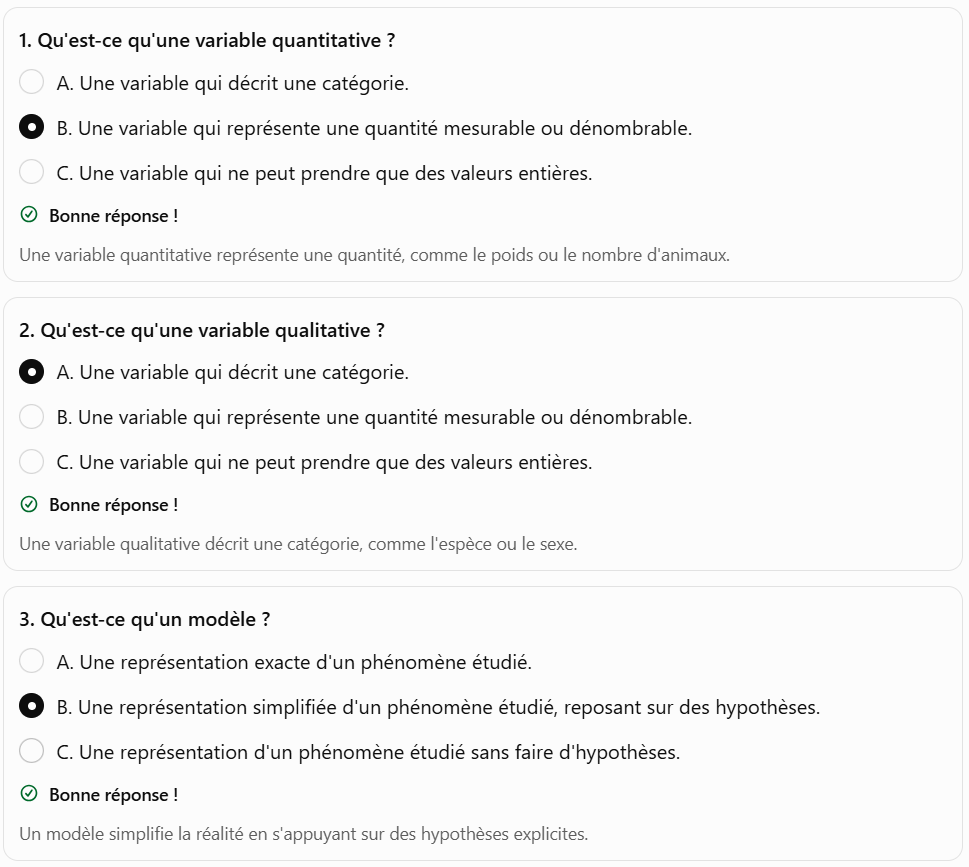 1. Qu'est-ce qu'une variable quantitative ?
A. Une variable qui décrit une catégorie.
B. Une variable qui représente une quantité mesurable ou dénombrable.
C. Une variable qui ne peut prendre que des valeurs entières.
Bonne réponse !
Une variable quantitative représente une quantité, comme le poids ou le nombre d'animaux.
2. Qu'est-ce qu'une variable qualitative ?
A. Une variable qui décrit une catégorie.
B. Une variable qui représente une quantité mesurable ou dénombrable.
C. Une variable qui ne peut prendre que des valeurs entières.
Bonne réponse !
Une variable qualitative décrit une catégorie, comme l'espèce ou le sexe.
3. Qu'est-ce qu'un modèle ?
A. Une représentation exacte d'un phénomène étudié.
B. Une représentation simplifiée d'un phénomène étudié, reposant sur des hypothèses.
C. Une représentation d'un phénomène étudié sans faire d'hypothèses.
Bonne réponse !
Un modèle simplifie la réalité en s'appuyant sur des hypothèses explicites.